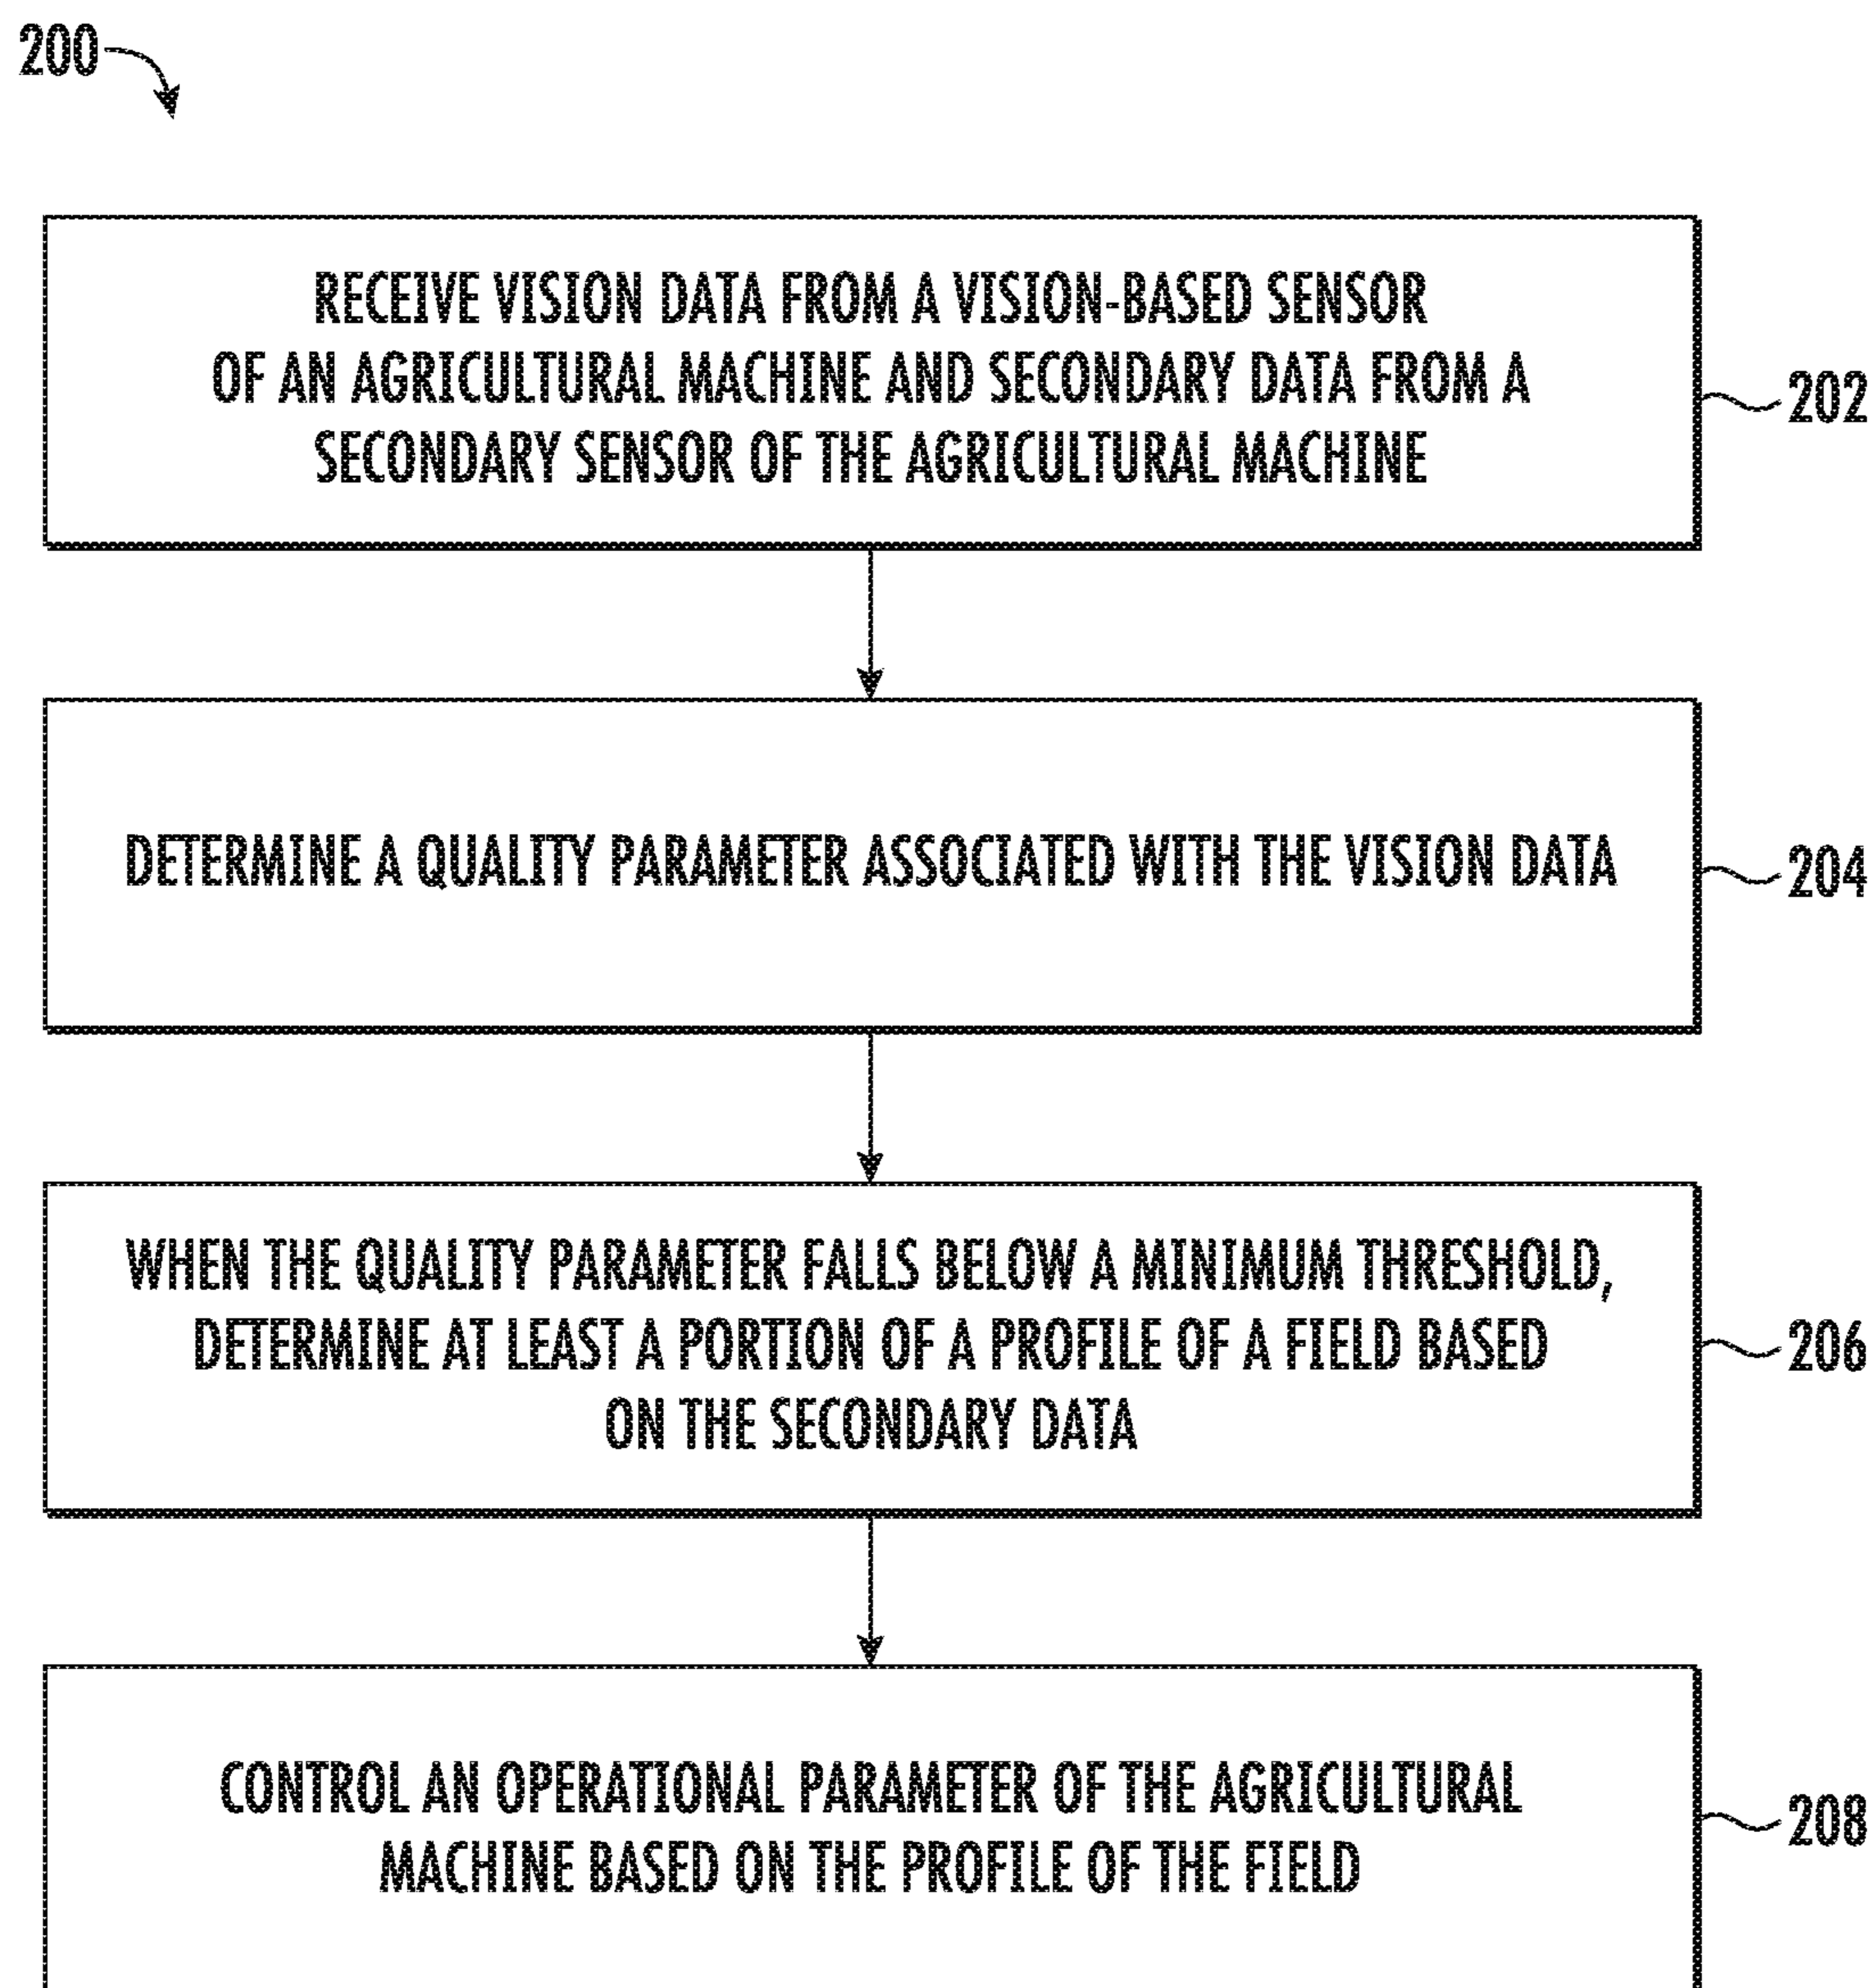 200
RECEIVE VISION DATA FROM A VISION-BASED SENSOR
OF AN AGRICULTURAL MACHINE AND SECONDARY DATA FROM A
SECONDARY SENSOR OF THE AGRICULTURAL MACHINE
202
DETERMINE A QUALITY PARAMETER ASSOCIATED WITH THE VISION DATA
204
WHEN THE QUALITY PARAMETER FALLS BELOW A MINIMUM THRESHOLD,
DETERMINE AT LEAST A PORTION OF A PROFILE OF A FIELD BASED
ON THE SECONDARY DATA
206
CONTROL AN OPERATIONAL PARAMETER OF THE AGRICULTURAL
MACHINE BASED ON THE PROFILE OF THE FIELD
208